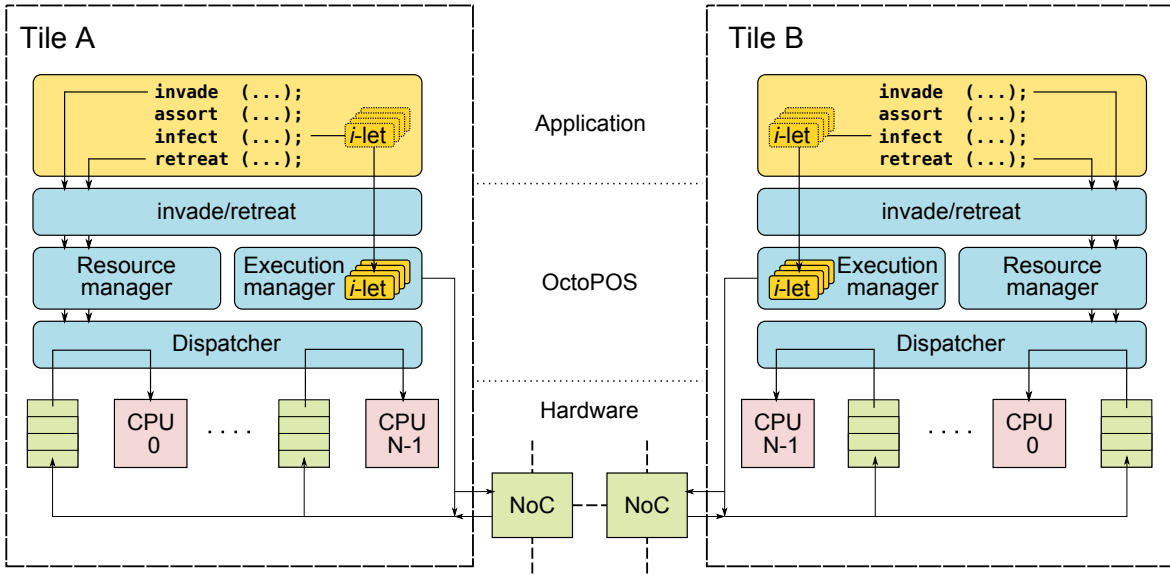 Tile A
invade (...);
assort (...);
infect (...);
retreat (...);
i-let
invade/retreat
Resource
manager
Execution
manager
i-let
Dispatcher
CPU
0
. . . .
CPU
N-1
Application
OctoPOS
Hardware
NoC
NoC
Tile B
invade (...);
assort (...);
infect (...);
retreat (...);
i-let
invade/retreat
i-let
Execution
manager
Resource
manager
Dispatcher
CPU
N-1
. . . .
CPU
0